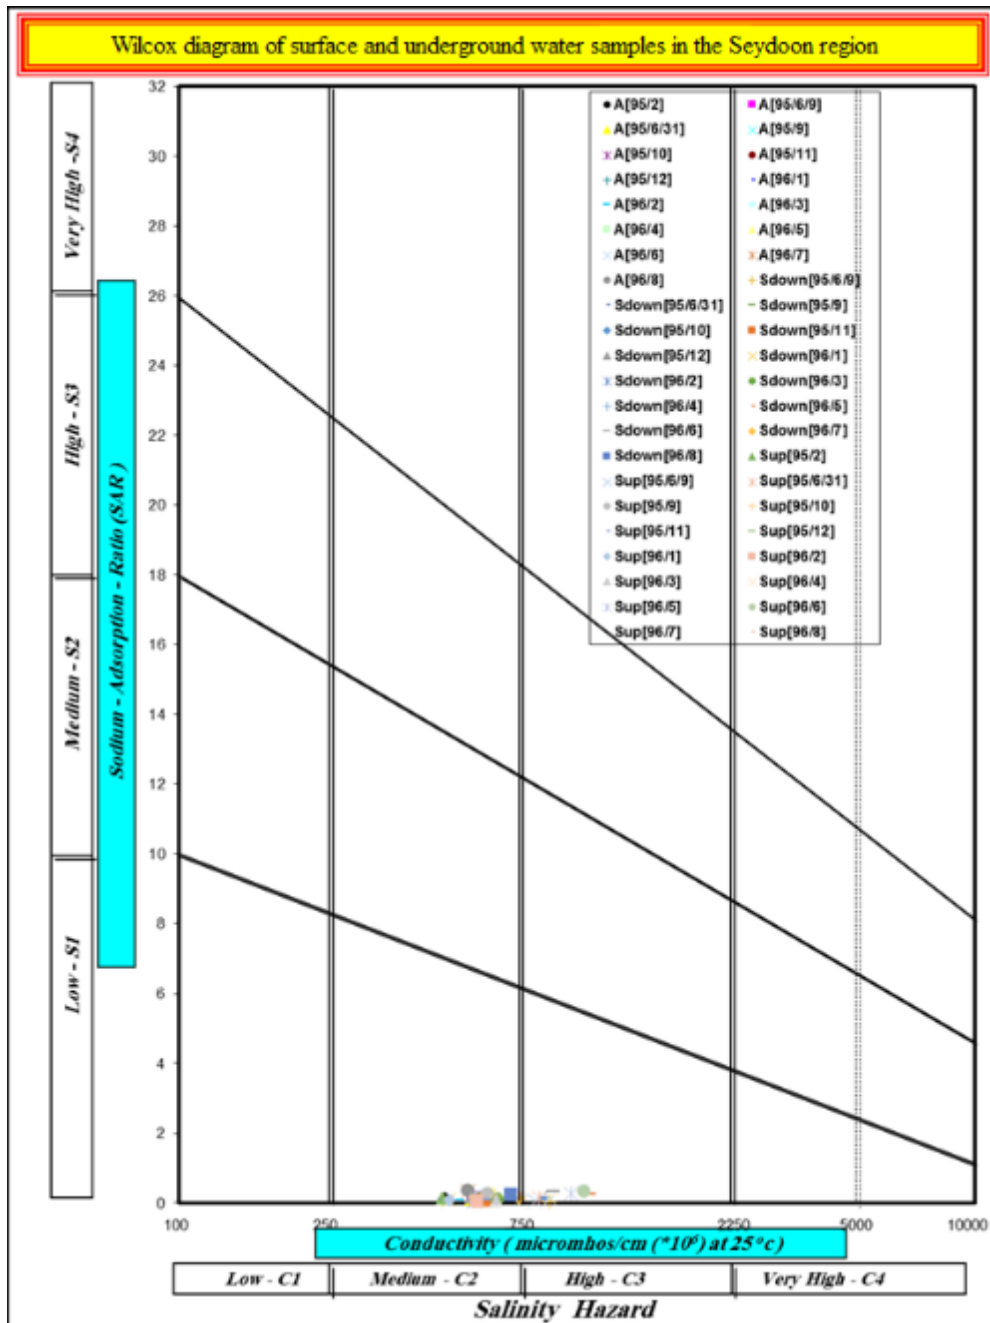 Wilcox diagram of surface and underground water samples in the Seydoon region
Very High -S4
High - S3
Medium - S2
Low - S1
Sodium - Adsorption - Ratio (SAR )
32
30
28
26
24
22
20
18
16
14
12
10
8
6
4
2
0
A[95/2] A[95/6/9]
A[95/6/31] A[95/9]
A[95/10] A[95/11]
A[95/12] A[96/1]
A[96/2] A[96/3]
A[96/4] A[96/5]
A[96/6] A[96/7]
A[96/8] Sdown[95/6/9]
Sdown[95/6/31] Sdown[95/9]
Sdown[95/10] Sdown[95/11]
Sdown[95/12] Sdown[96/1]
Sdown[96/2] Sdown[96/3]
Sdown[96/4] Sdown[96/5]
Sdown[96/6] Sdown[96/7]
Sdown[96/8] Sup[95/2]
Sup[95/6/9] Sup[95/6/31]
Sup[95/9] Sup[95/10]
Sup[95/11] Sup[95/12]
Sup[96/1] Sup[96/2]
Sup[96/3] Sup[96/4]
Sup[96/5] Sup[96/6]
Sup[96/7] Sup[96/8]
100 250 750 2250 5000 10000
Conductivity ( micromhos/cm (*10⁶) at 25°c)
Low - C1 Medium - C2 High - C3 Very High - C4
Salinity Hazard